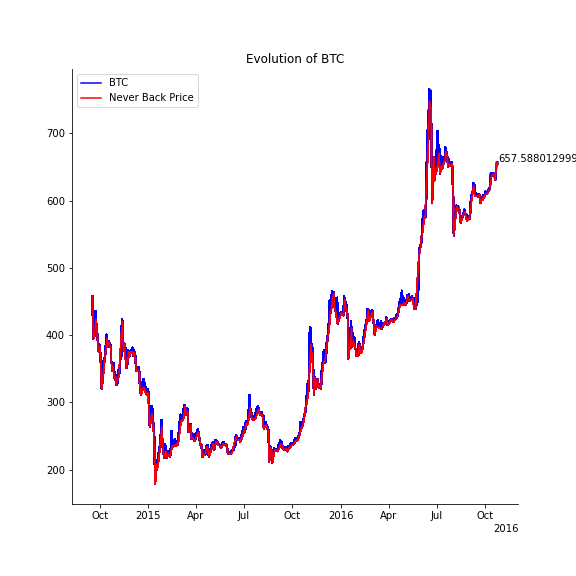 Evolution of BTC
BTC
Never Back Price
700
600
500
400
300
200
657.588012999
Oct
2015
Apr
Jul
Oct
2016
Apr
Jul
Oct
2016